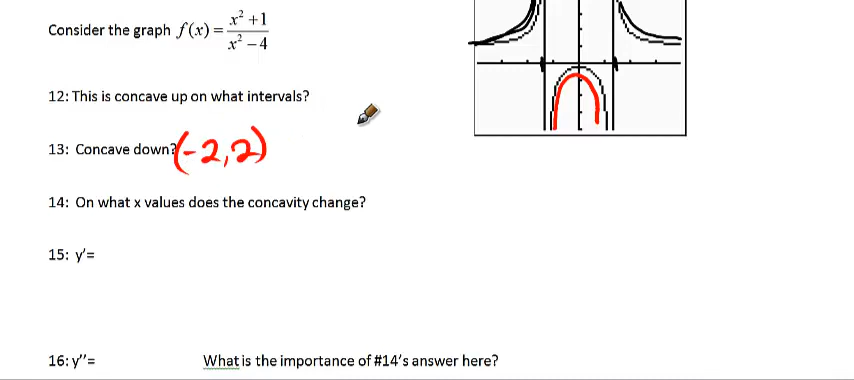 Consider the graph f(x) = x² + 1 / x² − 4
12: This is concave up on what intervals?
13: Concave down? (-2,2)
14: On what x values does the concavity change?
15: y'=
16: y''= What is the importance of #14's answer here?